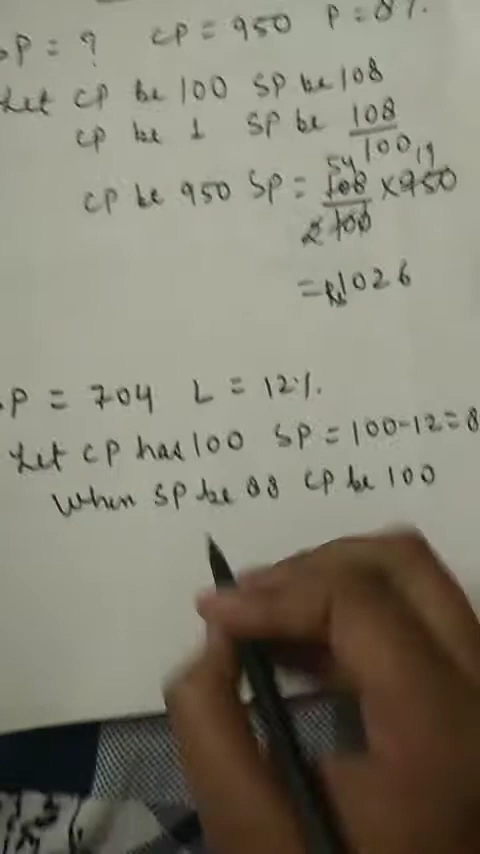 P = ? CP = 950 P = 8%.
Let CP be 100 SP be 108
CP be 1 SP be 108/100
CP be 950 SP = 108/100 × 950
54 19
2
= Rs 1026
SP = 704 L = 12%.
Let CP has 100 SP = 100-12=8
When SP be 88 CP be 100